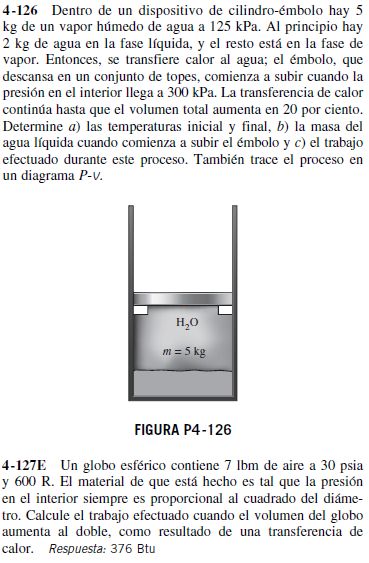 4-126 Dentro de un dispositivo de cilindro-émbolo hay 5
kg de un vapor húmedo de agua a 125 kPa. Al principio hay
2 kg de agua en la fase líquida, y el resto está en la fase de
vapor. Entonces, se transfiere calor al agua; el émbolo, que
descansa en un conjunto de topes, comienza a subir cuando la
presión en el interior llega a 300 kPa. La transferencia de calor
continúa hasta que el volumen total aumenta en 20 por ciento.
Determine a) las temperaturas inicial y final, b) la masa del
agua líquida cuando comienza a subir el émbolo y c) el trabajo
efectuado durante este proceso. También trace el proceso en
un diagrama P-v.
H₂O
m = 5 kg
FIGURA P4-126
4-127E Un globo esférico contiene 7 lbm de aire a 30 psia
y 600 R. El material de que está hecho es tal que la presión
en el interior siempre es proporcional al cuadrado del diáme-
tro. Calcule el trabajo efectuado cuando el volumen del globo
aumenta al doble, como resultado de una transferencia de
calor. Respuesta: 376 Btu